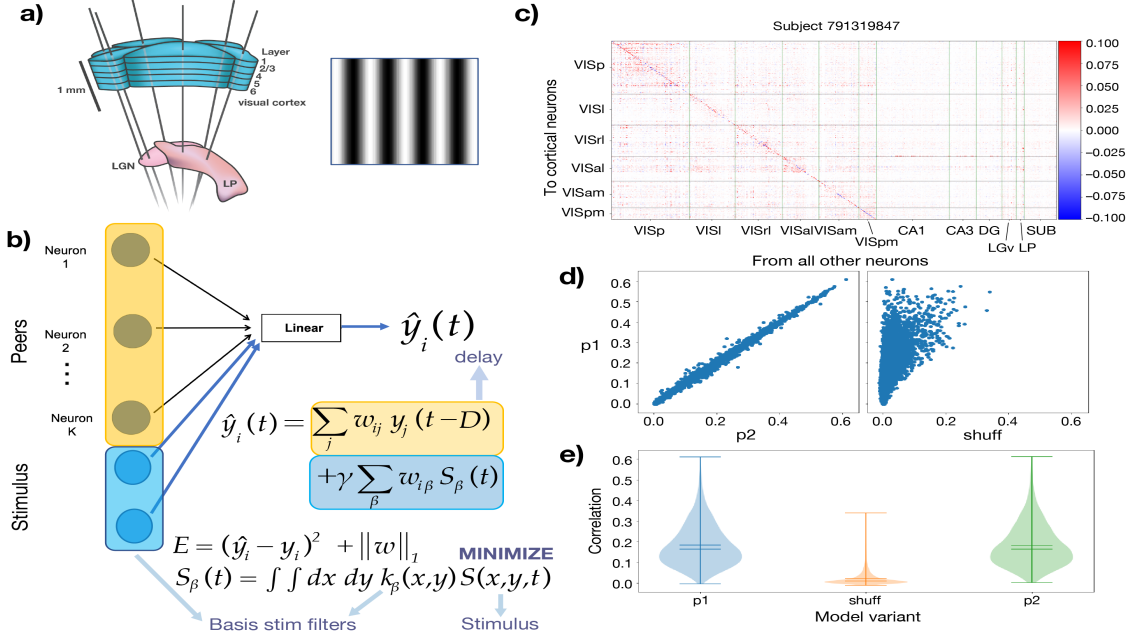 a)
Layer
1
2/3
4
5
6
visual cortex
1 mm
LGN
LP
b)
Peers
Neuron
1
Neuron
2
Neuron
K
Stimulus
Linear
ŷ_i(t)
delay
ŷ_i(t) = ∑_j w_ij y_j (t−D)
+γ ∑_β w_iβ S_β(t)
E = (ŷ_i − y_i)² + ||w||_1
MINIMIZE
S_β(t) = ∫ ∫ dx dy k_β(x,y) S(x,y,t)
Basis stim filters
Stimulus
c)
Subject 791319847
To cortical neurons
VISp
VISl
VISrl
VISal
VISam
VISpm
VISp VISl VISrl VISal VISam VISpm CA1 CA3 DG LGv LP SUB
From all other neurons
0.100
0.075
0.050
0.025
0.000
−0.025
−0.050
−0.075
−0.100
d)
p1
0.6
0.5
0.4
0.3
0.2
0.1
0.0
0.0 0.2 0.4 0.6
p2
0.0 0.2 0.4 0.6
shuff
e)
Correlation
0.6
0.5
0.4
0.3
0.2
0.1
0.0
p1 shuff p2
Model variant